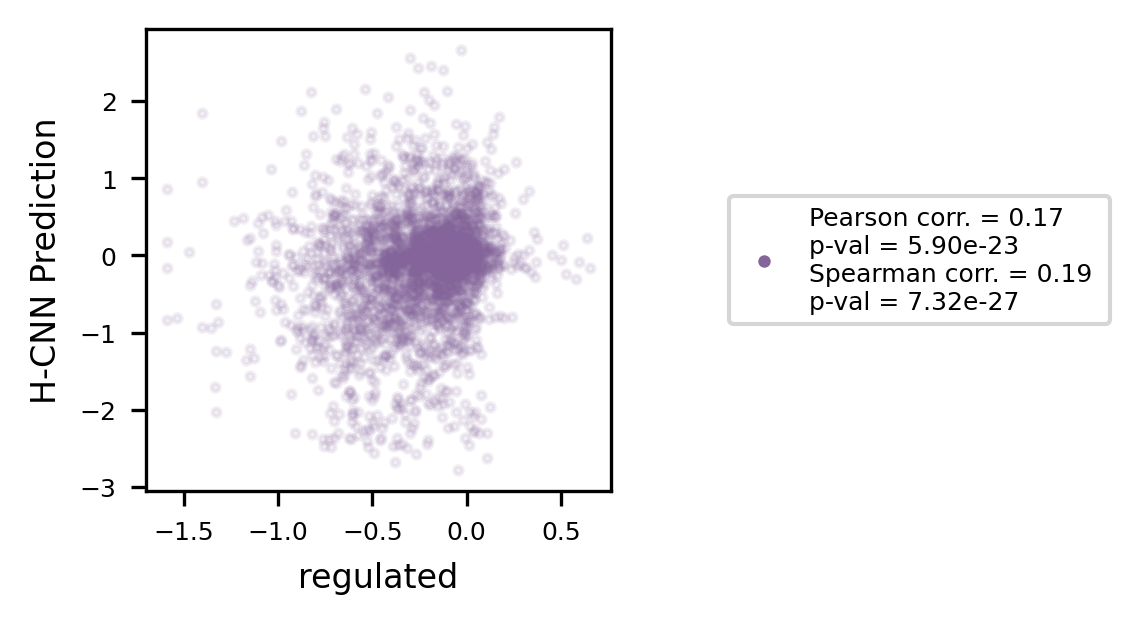 H-CNN Prediction
2
1
0
−1
−2
−3
−1.5
−1.0
−0.5
0.0
0.5
regulated
Pearson corr. = 0.17
p-val = 5.90e-23
Spearman corr. = 0.19
p-val = 7.32e-27